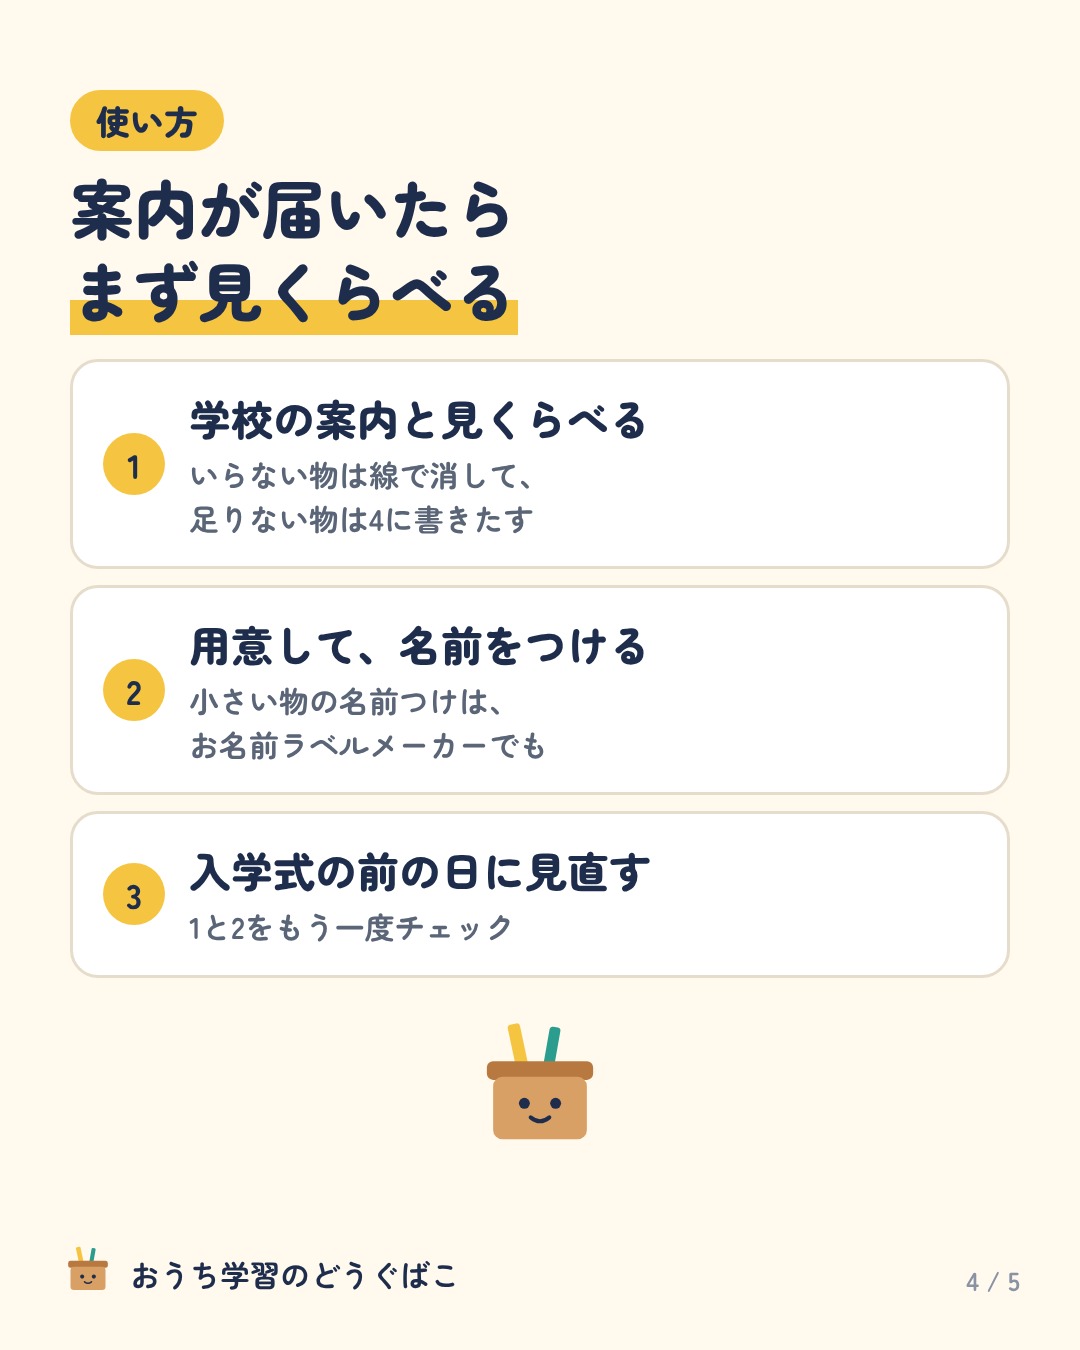 使い方
案内が届いたら
まず見くらべる
1
学校の案内と見くらべる
いらない物は線で消して、
足りない物は4に書きたす
2
用意して、名前をつける
小さい物の名前つけは、
お名前ラベルメーカーでも
3
入学式の前の日に見直す
1と2をもう一度チェック
おうち学習のどうぐばこ
4 / 5